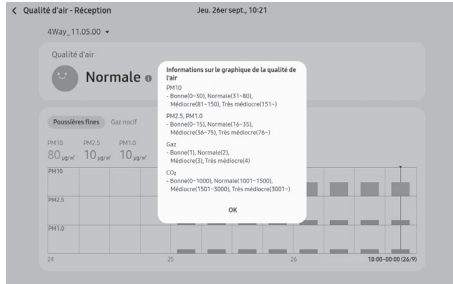 Qualité d'air - Réception
Jeu. 26er sept., 10:21
4Way_11.05.00
Qualité d'air
Normale
Informations sur le graphique de la qualité de
l'air
PM10
- Bonne(0~30), Normale(31~80),
Médiocre(81~150), Très médiocre(151~)
PM2.5, PM1.0
- Bonne(0~15), Normale(16~35),
Médiocre(36~75), Très médiocre(76~)
Gaz
- Bonne(1), Normale(2),
Médiocre(3), Très médiocre(4)
CO₂
- Bonne(0~1000), Normale(1001~1500),
Médiocre(1501~3000), Très médiocre(3001~)
OK
Poussières fines
Gaz nocif
PM10 PM2.5 PM1.0
80 µg/m³ 10 µg/m³ 10 µg/m³
PM10
PM2.5
PM1.0
24 25 26 18:00~00:00 (26/9)